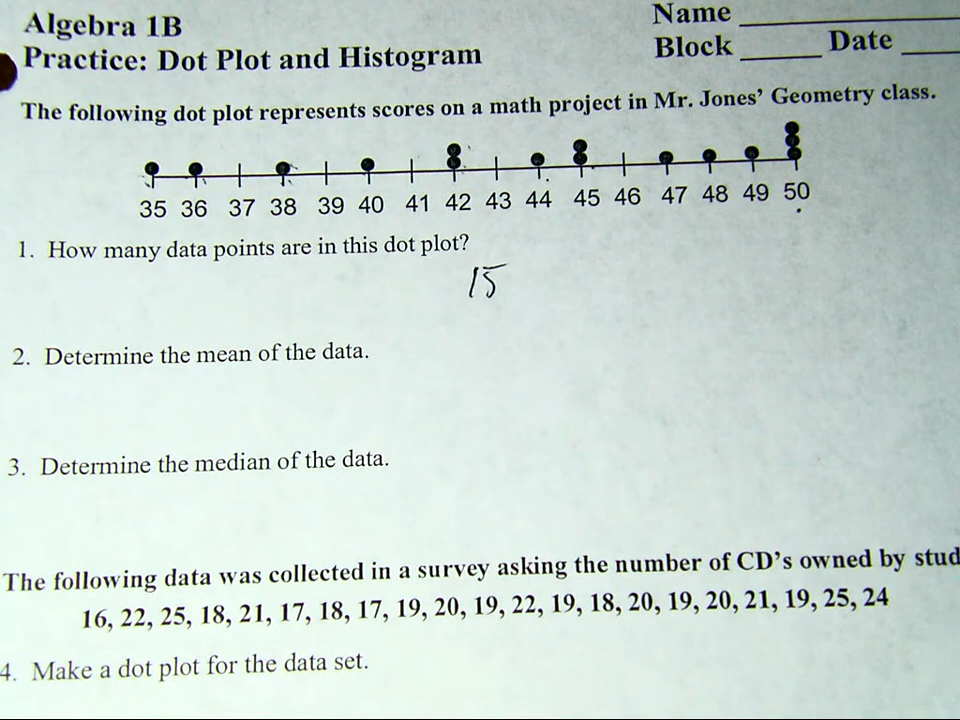 Algebra 1B
Name
Practice: Dot Plot and Histogram
Block Date
The following dot plot represents scores on a math project in Mr. Jones' Geometry class.
35 36 37 38 39 40 41 42 43 44 45 46 47 48 49 50
1. How many data points are in this dot plot?
15
2. Determine the mean of the data.
3. Determine the median of the data.
The following data was collected in a survey asking the number of CD's owned by stud
16, 22, 25, 18, 21, 17, 18, 17, 19, 20, 19, 22, 19, 18, 20, 19, 20, 21, 19, 25, 24
4. Make a dot plot for the data set.